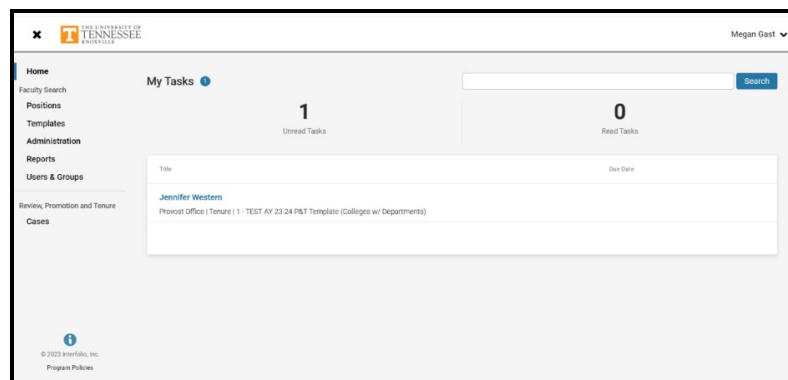 THE UNIVERSITY OF
TENNESSEE
KNOXVILLE
Megan Gast
Home
Faculty Search
Positions
Templates
Administration
Reports
Users & Groups
Review, Promotion and Tenure
Cases
© 2023 Interfolio, Inc.
Program Policies
My Tasks 1
Search
1
Unread Tasks
0
Read Tasks
Title
Due Date
Jennifer Western
Provost Office | Tenure | 1 - TEST AY 23-24 P&T Template (Colleges w/ Departments)